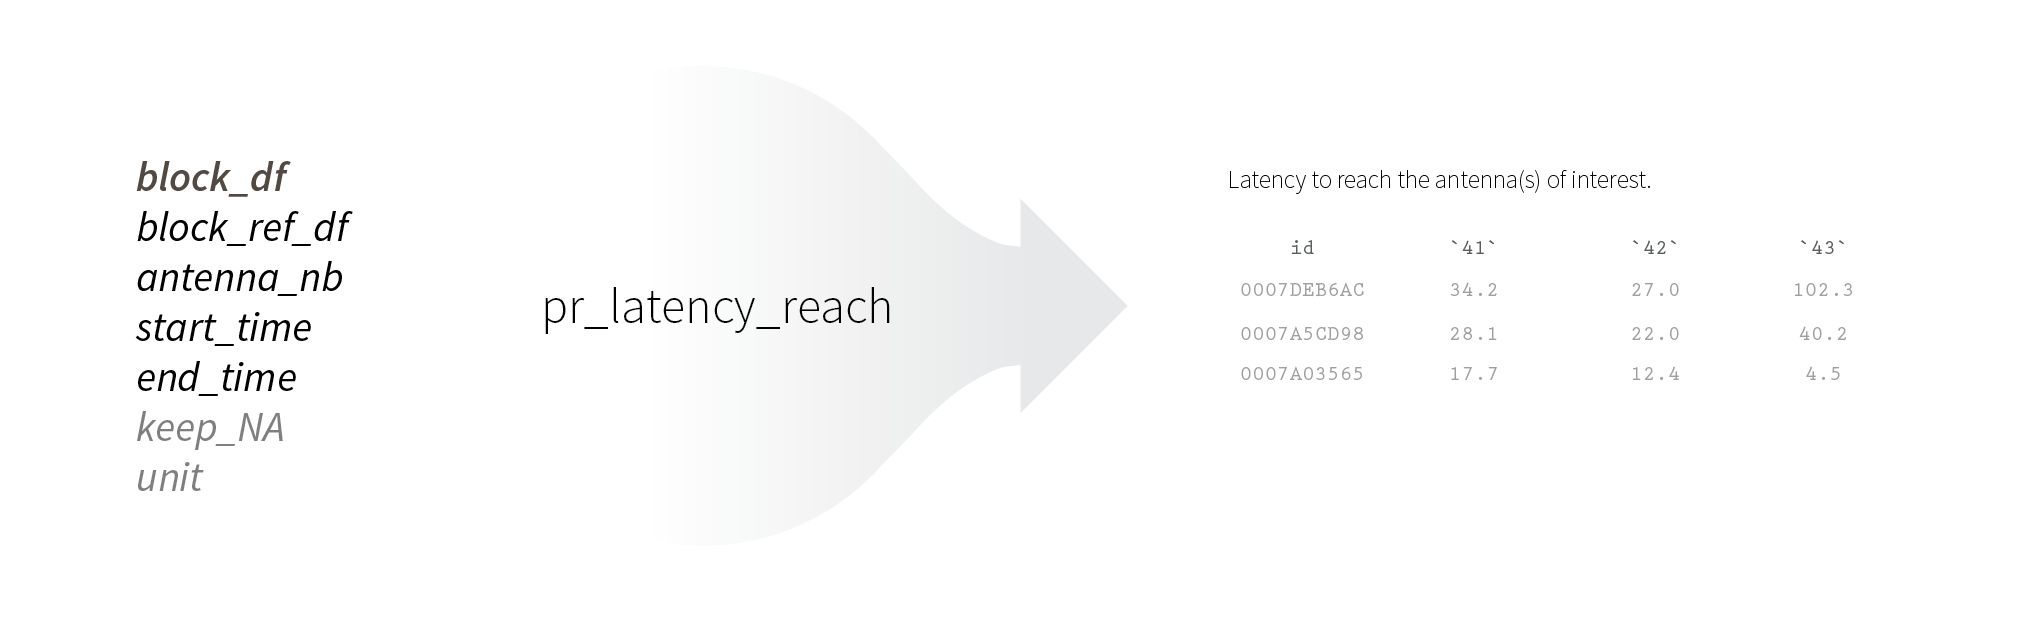 block_df
block_ref_df
antenna_nb
start_time
end_time
keep_NA
unit
pr_latency_reach
Latency to reach the antenna(s) of interest.
id `41` `42` `43`
0007DEB6AC 34.2 27.0 102.3
0007A5CD98 28.1 22.0 40.2
0007A03565 17.7 12.4 4.5